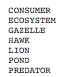 CONSUMER
ECOSYSTEM
GAZELLE
HAWK
LION
POND
PREDATOR